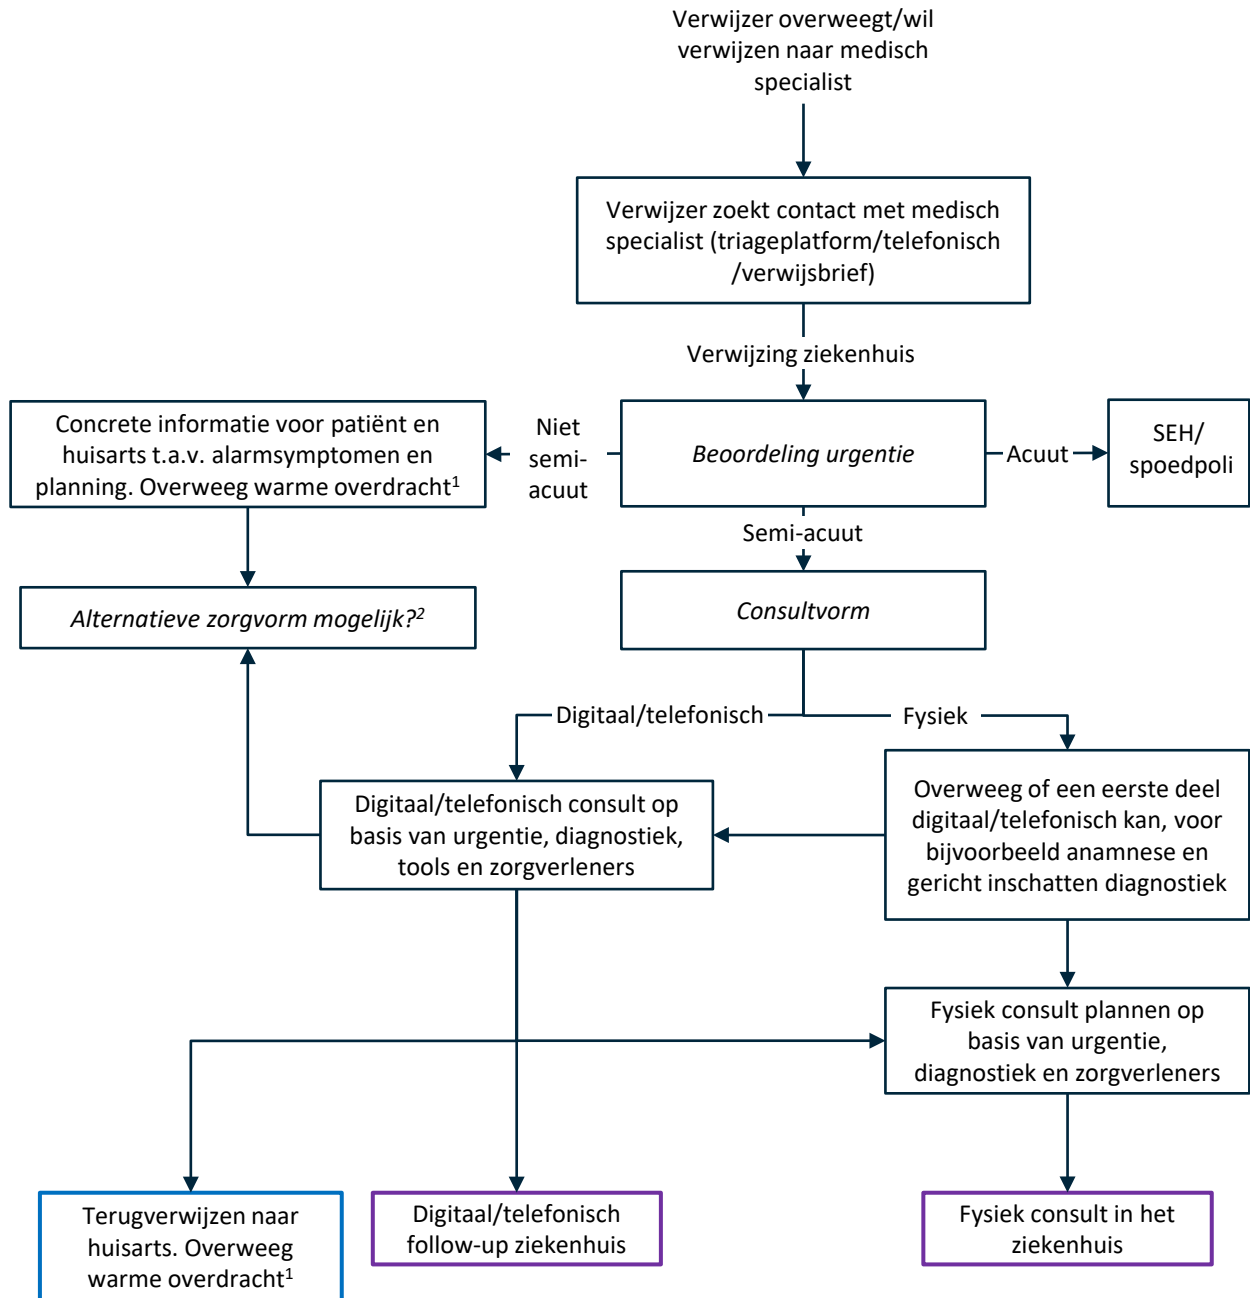 Verwijzer overweegt/wil
verwijzen naar medisch
specialist
Verwijzer zoekt contact met medisch
specialist (triageplatform/telefonisch
/verwijsbrief)
Verwijzing ziekenhuis
Concrete informatie voor patiënt en
huisarts t.a.v. alarmsymptomen en
planning. Overweeg warme overdracht¹
Niet
semi-
acuut
Beoordeling urgentie
Acuut
SEH/
spoedpoli
Semi-acuut
Alternatieve zorgvorm mogelijk?²
Consultvorm
Digitaal/telefonisch
Fysiek
Digitaal/telefonisch consult op
basis van urgentie, diagnostiek,
tools en zorgverleners
Overweeg of een eerste deel
digitaal/telefonisch kan, voor
bijvoorbeeld anamnese en
gericht inschatten diagnostiek
Fysiek consult plannen op
basis van urgentie,
diagnostiek en zorgverleners
Terugverwijzen naar
huisarts. Overweeg
warme overdracht¹
Digitaal/telefonisch
follow-up ziekenhuis
Fysiek consult in het
ziekenhuis